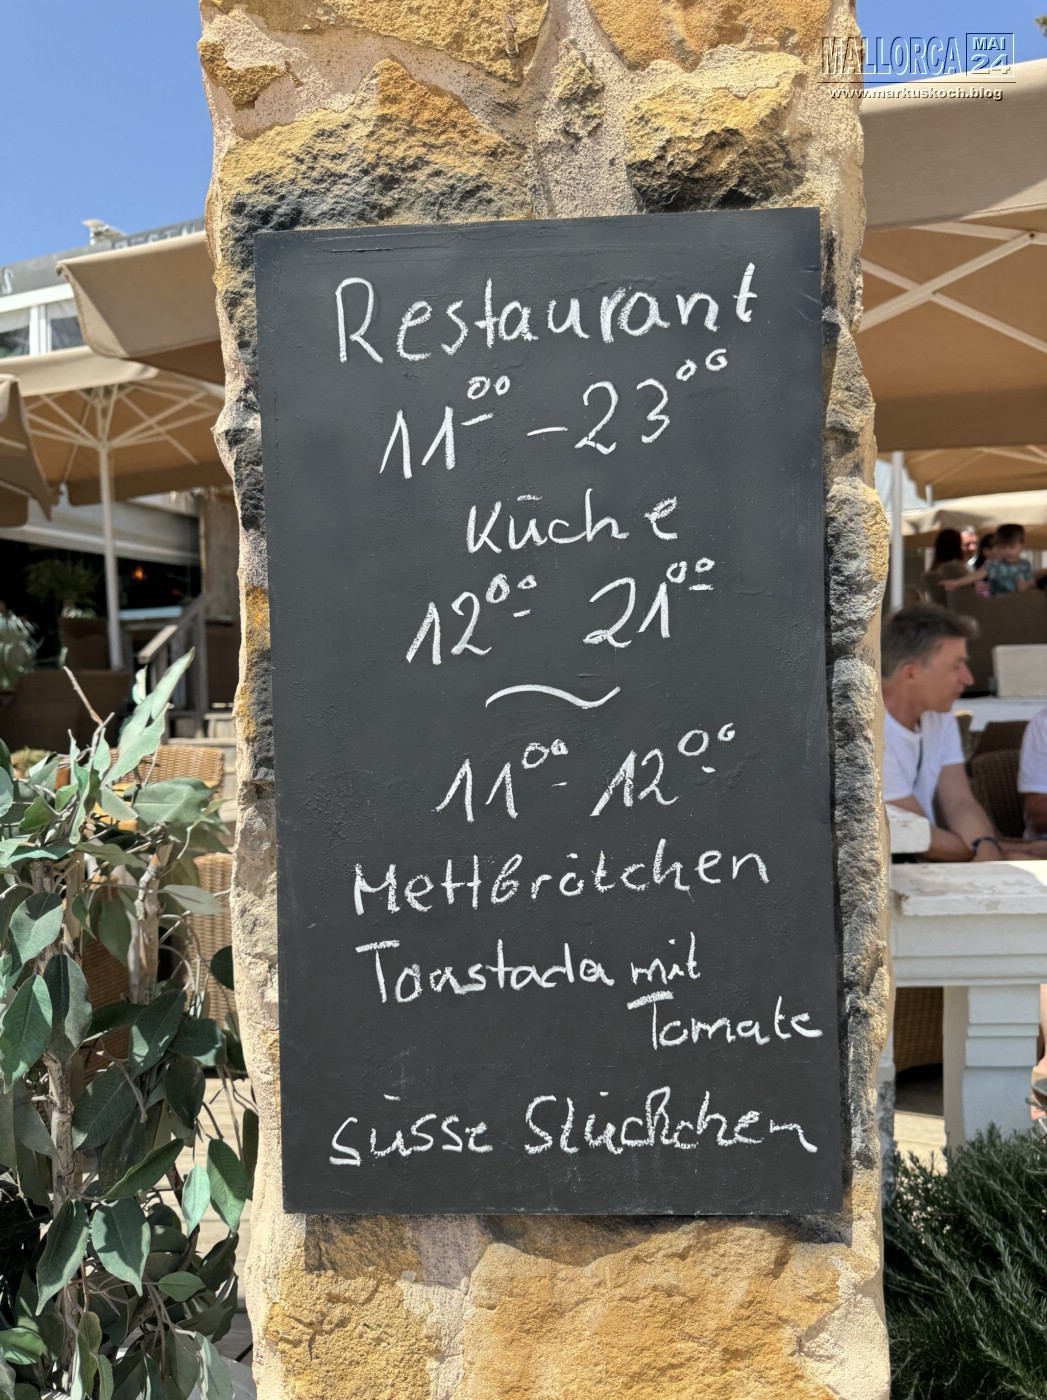 MALLORCA MAI 24
www.markuskoch.blog
Restaurant
11⁰⁰ – 23⁰⁰
Küche
12⁰⁰ 21⁰⁰
~
11⁰⁰ - 12⁰⁰
Mettbrötchen
Toastada mit
Tomate
süsse Stückchen